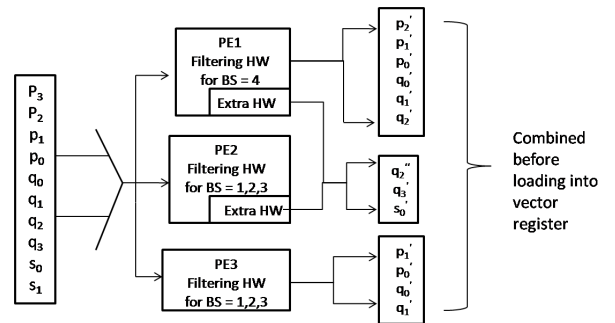 P3
P2
p1
p0
q0
q1
q2
q3
s0
s1
PE1
Filtering HW
for BS = 4
Extra HW
PE2
Filtering HW
for BS = 1,2,3
Extra HW
PE3
Filtering HW
for BS = 1,2,3
p2′
p1′
p0′
q0′
q1′
q2′
q2″
q3′
s0′
p1′
p0′
q0′
q1′
Combined
before
loading into
vector
register